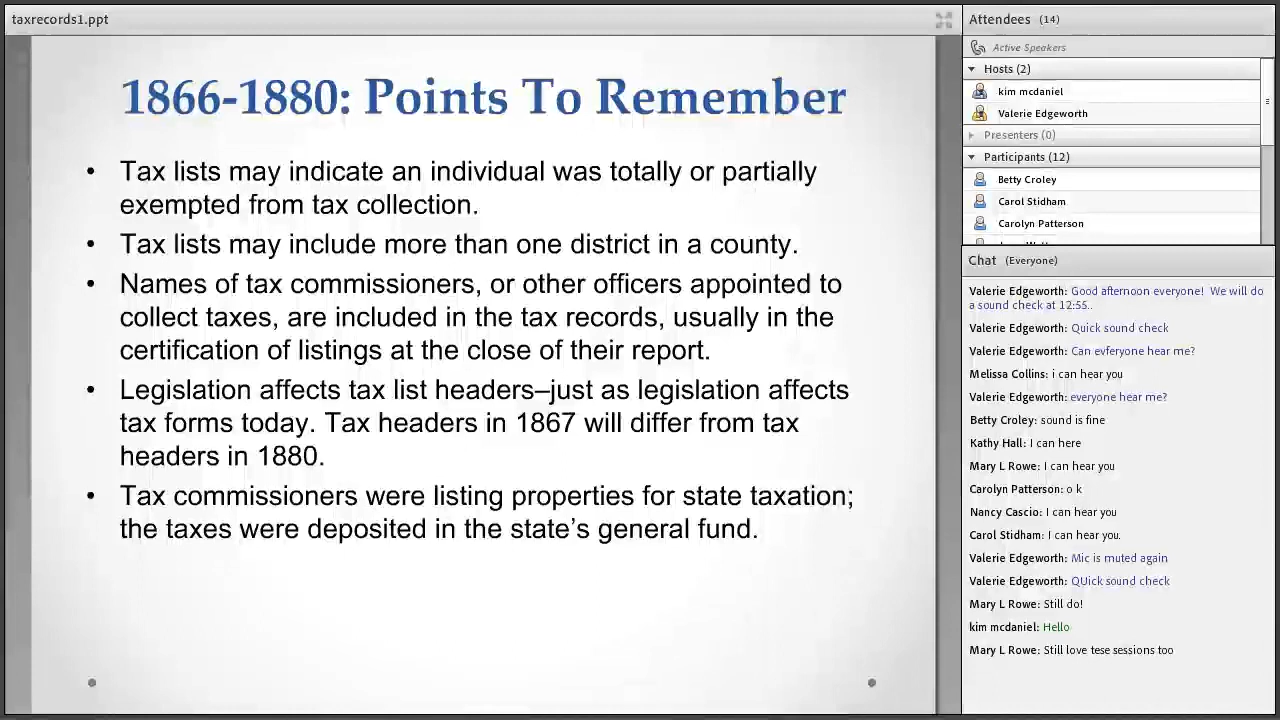 taxrecords1.ppt
1866-1880: Points To Remember
• Tax lists may indicate an individual was totally or partially
exempted from tax collection.
• Tax lists may include more than one district in a county.
• Names of tax commissioners, or other officers appointed to
collect taxes, are included in the tax records, usually in the
certification of listings at the close of their report.
• Legislation affects tax list headers–just as legislation affects
tax forms today. Tax headers in 1867 will differ from tax
headers in 1880.
• Tax commissioners were listing properties for state taxation;
the taxes were deposited in the state’s general fund.
Attendees (14)
Active Speakers
Hosts (2)
kim mcdaniel
Valerie Edgeworth
Presenters (0)
Participants (12)
Betty Croley
Carol Stidham
Carolyn Patterson
Chat (Everyone)
Valerie Edgeworth: Good afternoon everyone! We will do
a sound check at 12:55..
Valerie Edgeworth: Quick sound check
Valerie Edgeworth: Can evferyone hear me?
Melissa Collins: i can hear you
Valerie Edgeworth: everyone hear me?
Betty Croley: sound is fine
Kathy Hall: I can here
Mary L Rowe: I can hear you
Carolyn Patterson: o k
Nancy Cascio: I can hear you
Carol Stidham: I can hear you.
Valerie Edgeworth: Mic is muted again
Valerie Edgeworth: QUick sound check
Mary L Rowe: Still do!
kim mcdaniel: Hello
Mary L Rowe: Still love tese sessions too